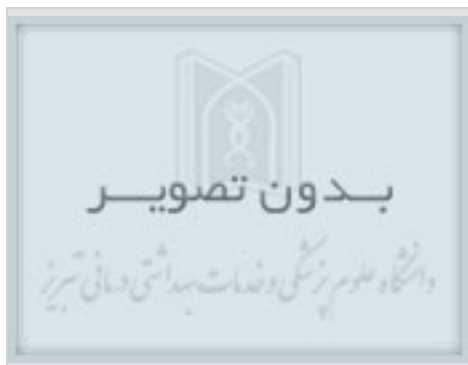 بدون تصویر
دانشگاه علوم پزشکی و خدمات بهداشتی درمانی تبریز